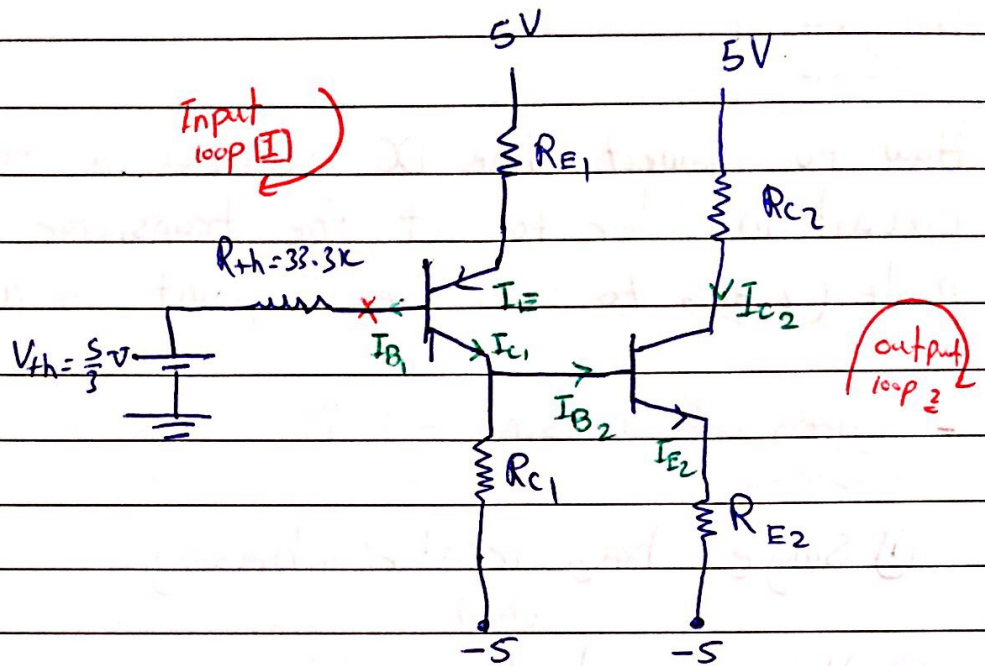 5V
5V
Input
loop I
RE1
RC2
Rth=33.3K
IE
IC2
IB1
IC1
Vth=5/3 v
output
loop 2
IB2
IE2
RC1
RE2
-5
-5